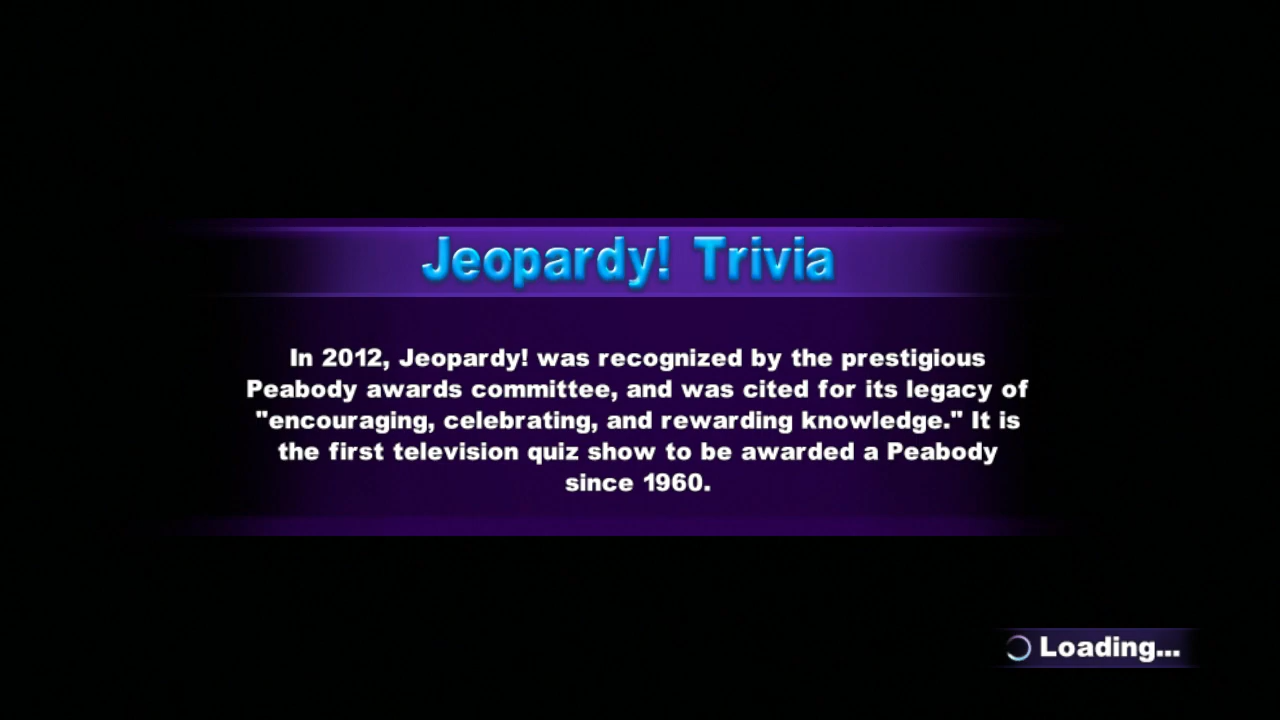 Jeopardy! Trivia
In 2012, Jeopardy! was recognized by the prestigious
Peabody awards committee, and was cited for its legacy of
"encouraging, celebrating, and rewarding knowledge." It is
the first television quiz show to be awarded a Peabody
since 1960.
Loading...